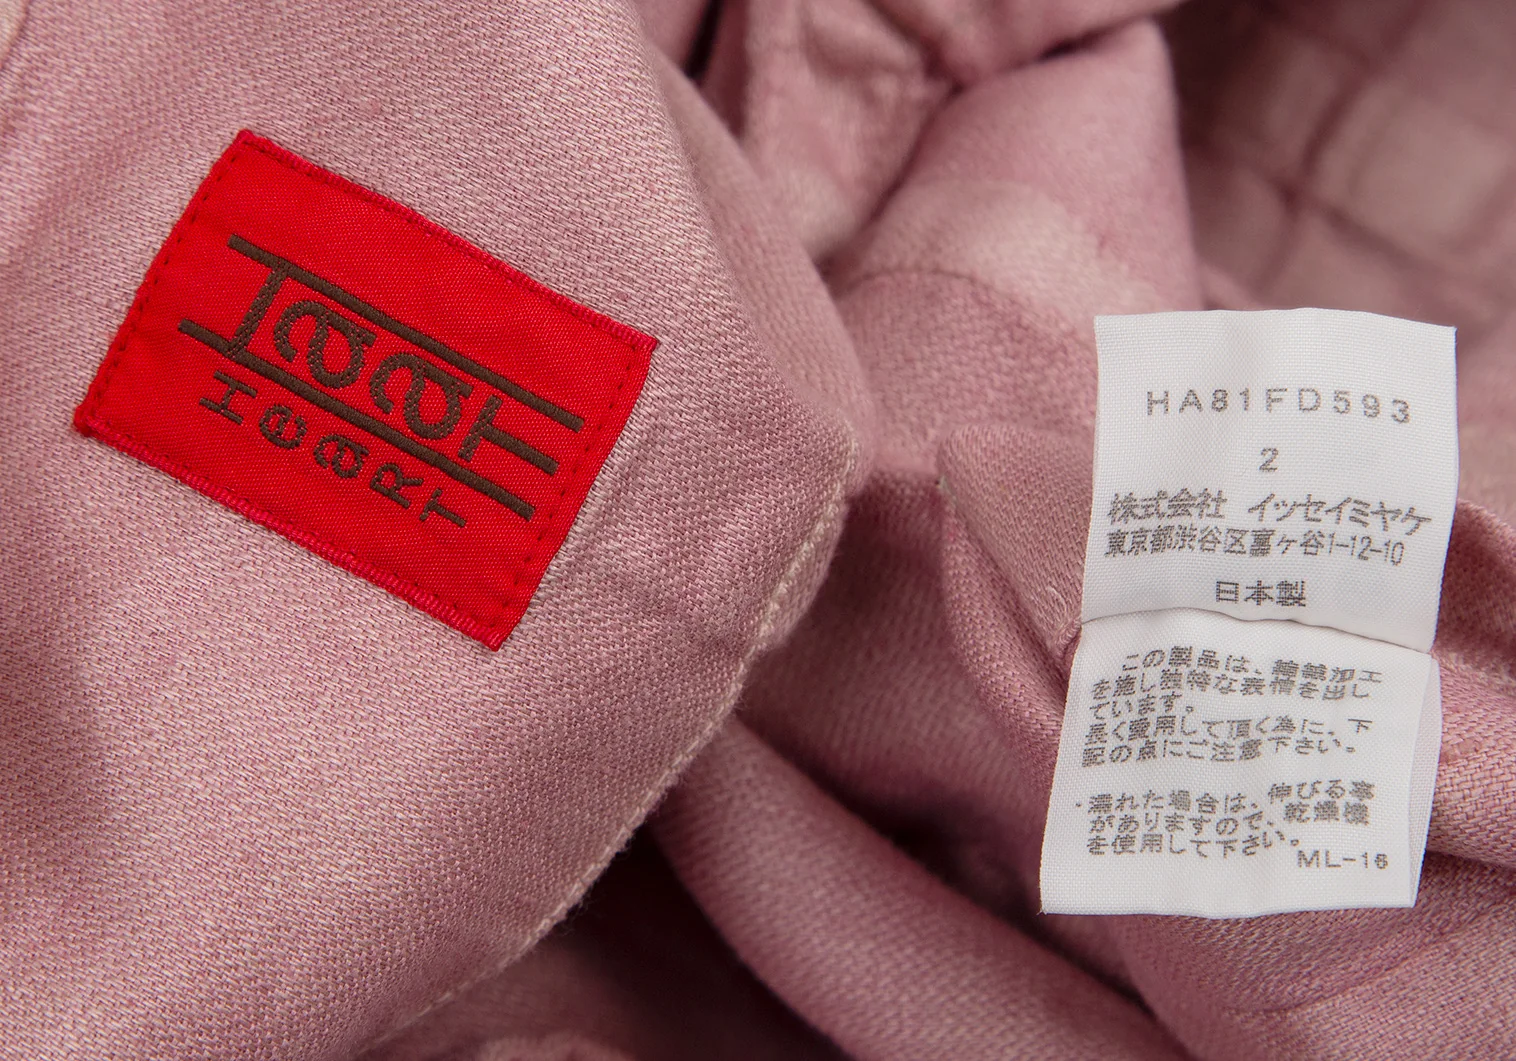 HaaT
HeaRT
HA81FD593
2
株式会社 イッセイミヤケ
東京都渋谷区富ヶ谷1-12-10
日本製
この製品は、縮絨加工
を施し独特な表情を出し
ています。
長く愛用して頂く為に、下
記の点にご注意下さい。
・濡れた場合は、伸びる事
がありますので、乾燥機
を使用して下さい。
ML-16